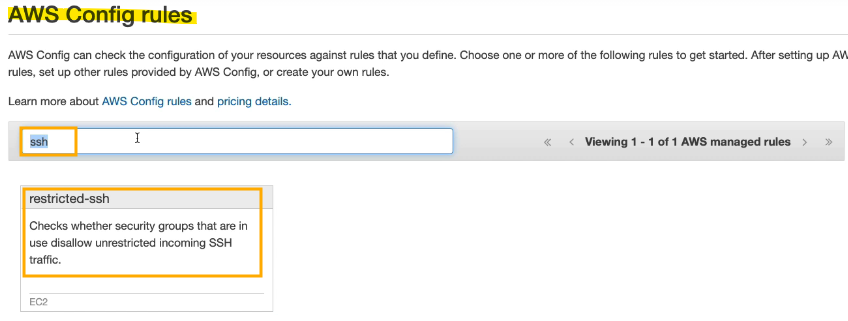 AWS Config rules
AWS Config can check the configuration of your resources against rules that you define. Choose one or more of the following rules to get started. After setting up AW
rules, set up other rules provided by AWS Config, or create your own rules.
Learn more about AWS Config rules and pricing details.
ssh
« ‹ Viewing 1 - 1 of 1 AWS managed rules › »
restricted-ssh
Checks whether security groups that are in
use disallow unrestricted incoming SSH
traffic.
EC2